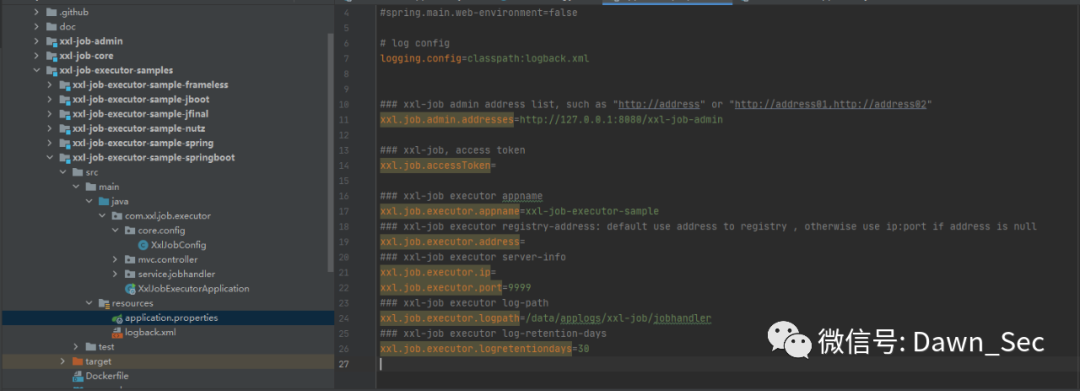 .github
doc
xxl-job-admin
xxl-job-core
xxl-job-executor-samples
xxl-job-executor-sample-frameless
xxl-job-executor-sample-jboot
xxl-job-executor-sample-jfinal
xxl-job-executor-sample-nutz
xxl-job-executor-sample-spring
xxl-job-executor-sample-springboot
src
main
java
com.xxl.job.executor
core.config
XxlJobConfig
mvc.controller
service.jobhandler
XxlJobExecutorApplication
resources
application.properties
logback.xml
test
target
Dockerfile
4 #spring.main.web-environment=false
5
6 # log config
7 logging.config=classpath:logback.xml
8
9
10 ### xxl-job admin address list, such as "http://address" or "http://address01,http://address02"
11 xxl.job.admin.addresses=http://127.0.0.1:8080/xxl-job-admin
12
13 ### xxl-job, access token
14 xxl.job.accessToken=
15
16 ### xxl-job executor appname
17 xxl.job.executor.appname=xxl-job-executor-sample
18 ### xxl-job executor registry-address: default use address to registry , otherwise use ip:port if address is null
19 xxl.job.executor.address=
20 ### xxl-job executor server-info
21 xxl.job.executor.ip=
22 xxl.job.executor.port=9999
23 ### xxl-job executor log-path
24 xxl.job.executor.logpath=/data/applogs/xxl-job/jobhandler
25 ### xxl-job executor log-retention-days
26 xxl.job.executor.logretentiondays=30
27
微信号: Dawn_Sec